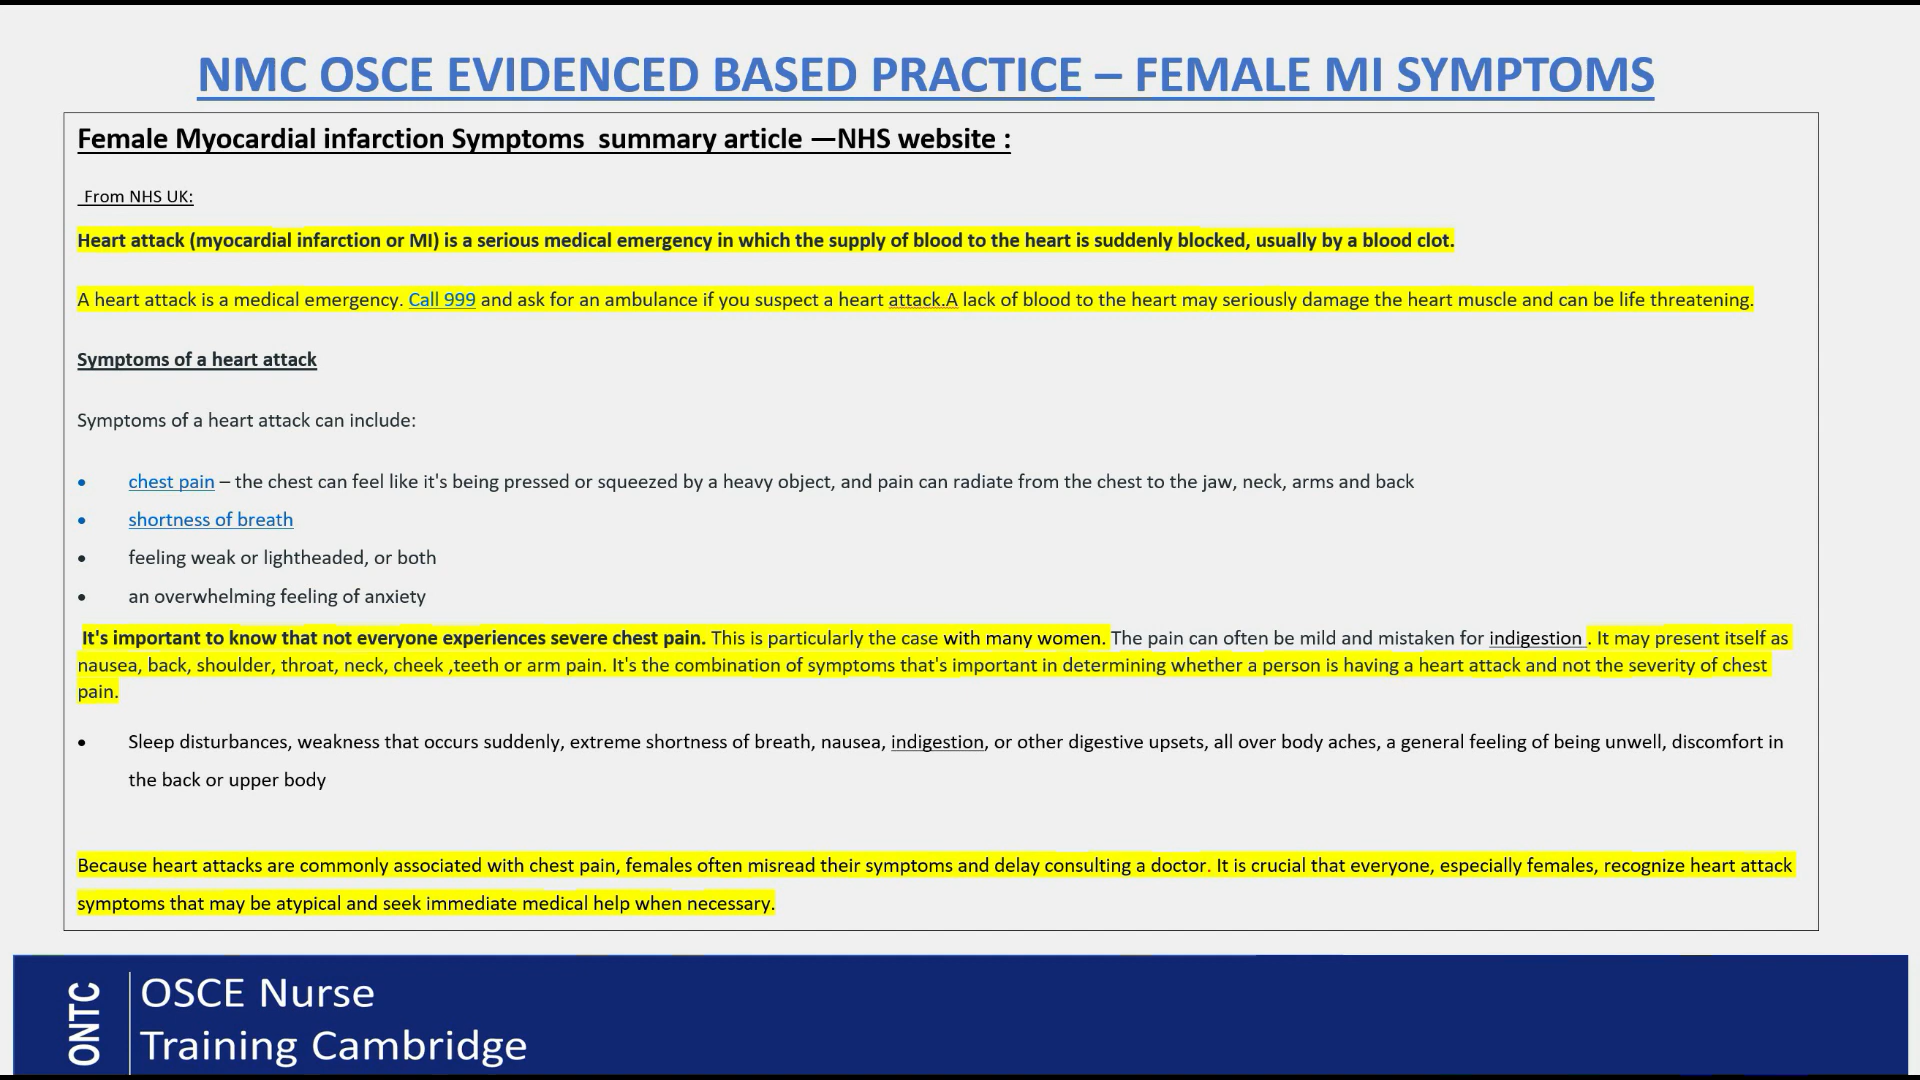 NMC OSCE EVIDENCED BASED PRACTICE – FEMALE MI SYMPTOMS
Female Myocardial infarction Symptoms  summary article —NHS website :
From NHS UK:
Heart attack (myocardial infarction or MI) is a serious medical emergency in which the supply of blood to the heart is suddenly blocked, usually by a blood clot.
A heart attack is a medical emergency. Call 999 and ask for an ambulance if you suspect a heart attack.A lack of blood to the heart may seriously damage the heart muscle and can be life threatening.
Symptoms of a heart attack
Symptoms of a heart attack can include:
• chest pain – the chest can feel like it's being pressed or squeezed by a heavy object, and pain can radiate from the chest to the jaw, neck, arms and back
• shortness of breath
• feeling weak or lightheaded, or both
• an overwhelming feeling of anxiety
It's important to know that not everyone experiences severe chest pain. This is particularly the case with many women. The pain can often be mild and mistaken for indigestion . It may present itself as
nausea, back, shoulder, throat, neck, cheek ,teeth or arm pain. It's the combination of symptoms that's important in determining whether a person is having a heart attack and not the severity of chest
pain.
• Sleep disturbances, weakness that occurs suddenly, extreme shortness of breath, nausea, indigestion, or other digestive upsets, all over body aches, a general feeling of being unwell, discomfort in
the back or upper body
Because heart attacks are commonly associated with chest pain, females often misread their symptoms and delay consulting a doctor. It is crucial that everyone, especially females, recognize heart attack
symptoms that may be atypical and seek immediate medical help when necessary.
ONTC
OSCE Nurse
Training Cambridge